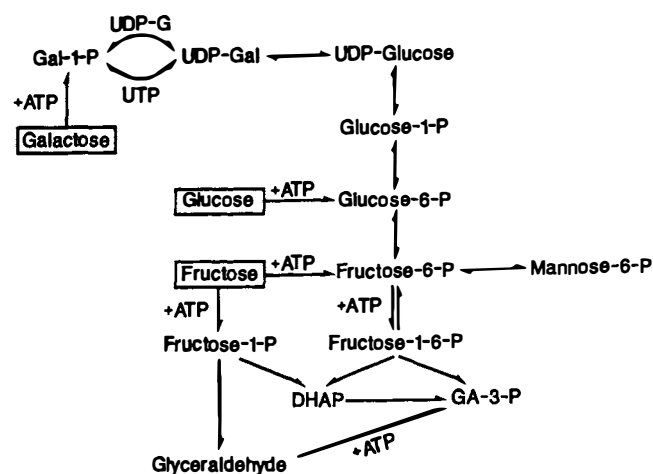 UDP-G
Gal-1-P UDP-Gal UDP-Glucose
UTP
+ATP
Galactose
Glucose-1-P
Glucose +ATP Glucose-6-P
Fructose +ATP Fructose-6-P Mannose-6-P
+ATP +ATP
Fructose-1-P Fructose-1-6-P
DHAP GA-3-P
+ATP
Glyceraldehyde